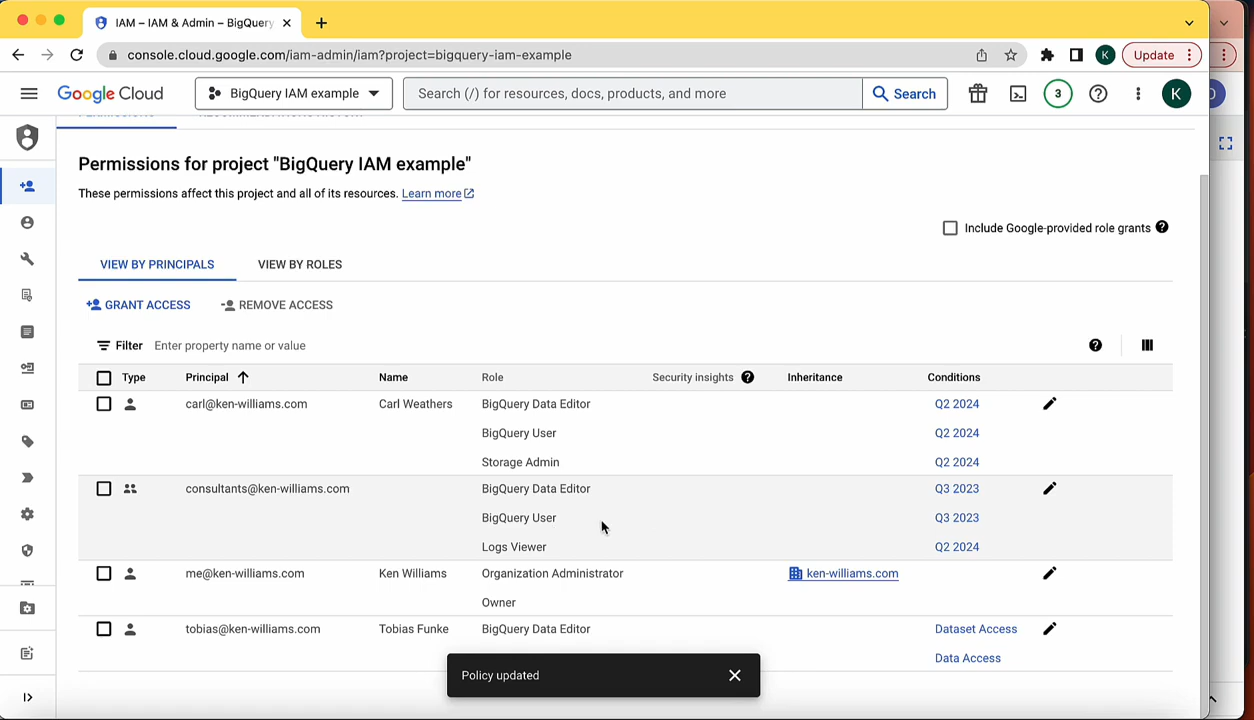 IAM – IAM & Admin – BigQuery
console.cloud.google.com/iam-admin/iam?project=bigquery-iam-example
K
Update
Google Cloud
BigQuery IAM example
Search (/) for resources, docs, products, and more
Search
3
K
PERMISSIONS
RECOMMENDATIONS HISTORY
Permissions for project "BigQuery IAM example"
These permissions affect this project and all of its resources. Learn more
Include Google-provided role grants
VIEW BY PRINCIPALS
VIEW BY ROLES
GRANT ACCESS
REMOVE ACCESS
Filter Enter property name or value
Type Principal Name Role Security insights Inheritance Conditions
carl@ken-williams.com Carl Weathers BigQuery Data Editor Q2 2024
BigQuery User Q2 2024
Storage Admin Q2 2024
consultants@ken-williams.com BigQuery Data Editor Q3 2023
BigQuery User Q3 2023
Logs Viewer Q2 2024
me@ken-williams.com Ken Williams Organization Administrator ken-williams.com
Owner
tobias@ken-williams.com Tobias Funke BigQuery Data Editor Dataset Access
Data Access
Policy updated